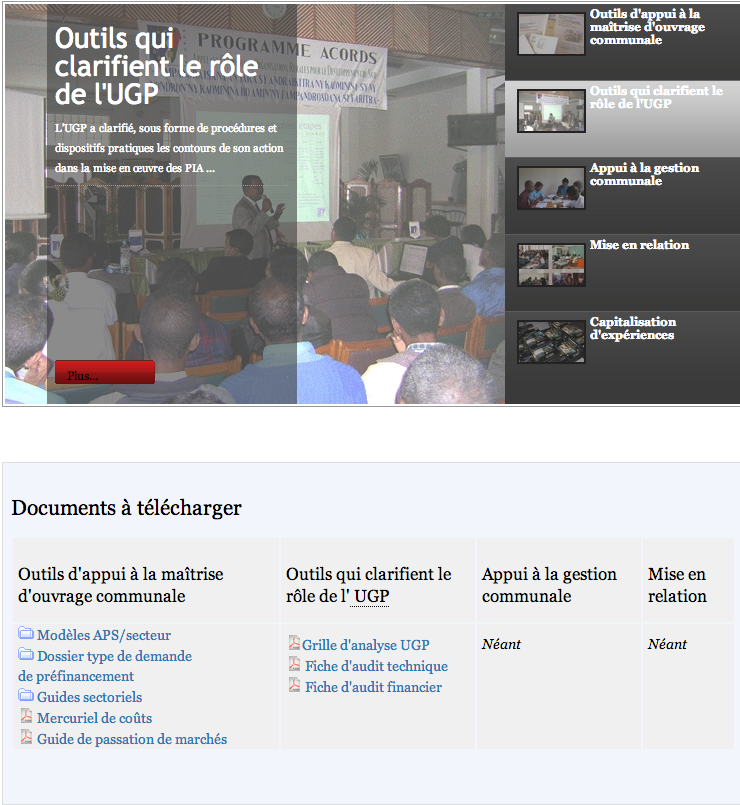 Outils qui
clarifient le rôle
de l'UGP
L'UGP a clarifié, sous forme de procédures et
dispositifs pratiques les contours de son action
dans la mise en œuvre des PIA ...
Plus...
PROGRAMME ACORDS
Outils d'appui à la
maîtrise d'ouvrage
communale
Outils qui clarifient le
rôle de l'UGP
Appui à la gestion
communale
Mise en relation
Capitalisation
d'expériences
Documents à télécharger
Outils d'appui à la maîtrise
d'ouvrage communale
Modèles APS/secteur
Dossier type de demande
de préfinancement
Guides sectoriels
Mercuriel de coûts
Guide de passation de marchés
Outils qui clarifient le
rôle de l' UGP
Grille d'analyse UGP
Fiche d'audit technique
Fiche d'audit financier
Appui à la gestion
communale
Néant
Mise en
relation
Néant